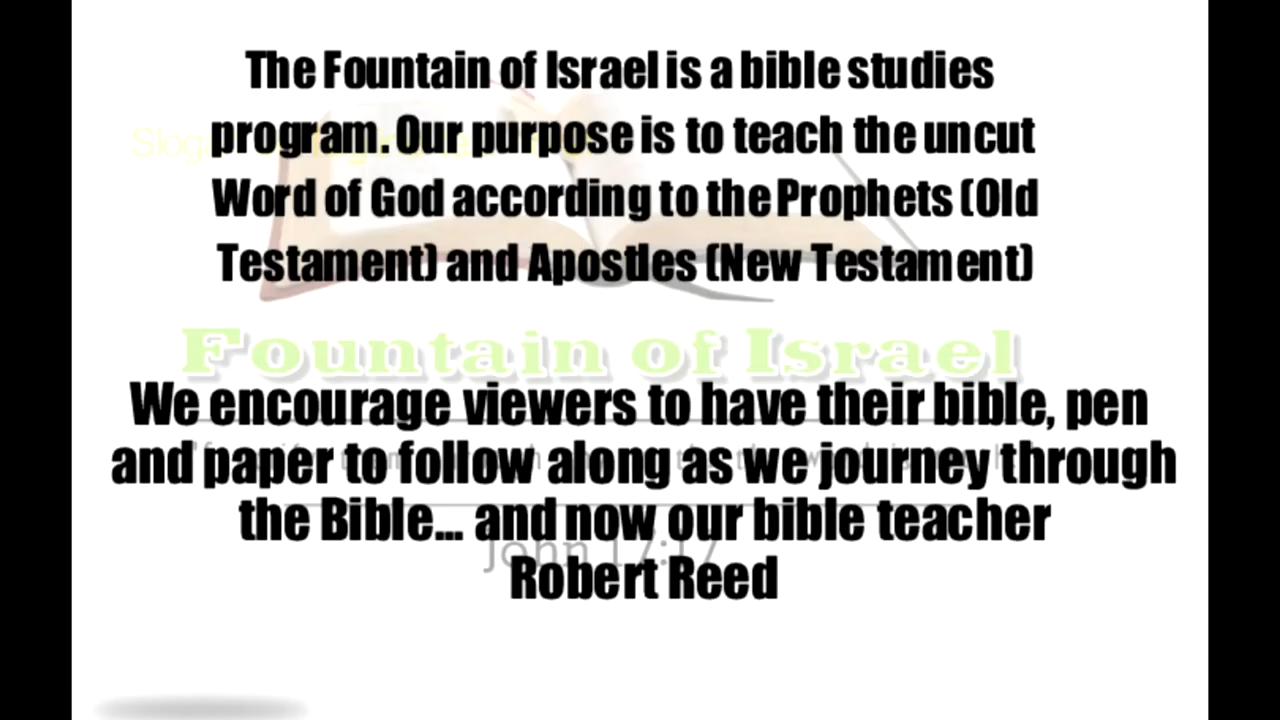 The Fountain of Israel is a bible studies
program. Our purpose is to teach the uncut
Word of God according to the Prophets (Old
Testament) and Apostles (New Testament)
Fountain of Israel
We encourage viewers to have their bible, pen
and paper to follow along as we journey through
the Bible... and now our bible teacher
John 17:17
Robert Reed